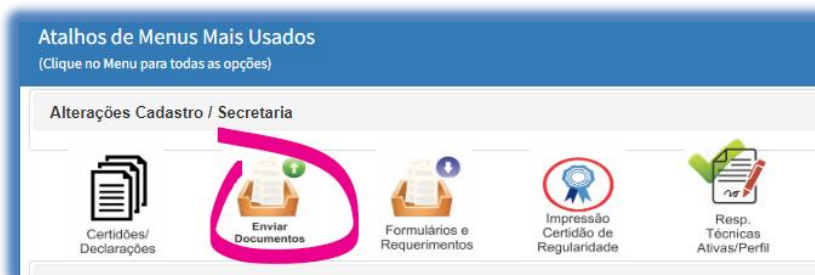 Atalhos de Menus Mais Usados
(Clique no Menu para todas as opções)
Alterações Cadastro / Secretaria
Certidões/
Declarações
Enviar
Documentos
Formulários e
Requerimentos
Impressão
Certidão de
Regularidade
Resp.
Técnicas
Ativas/Perfil